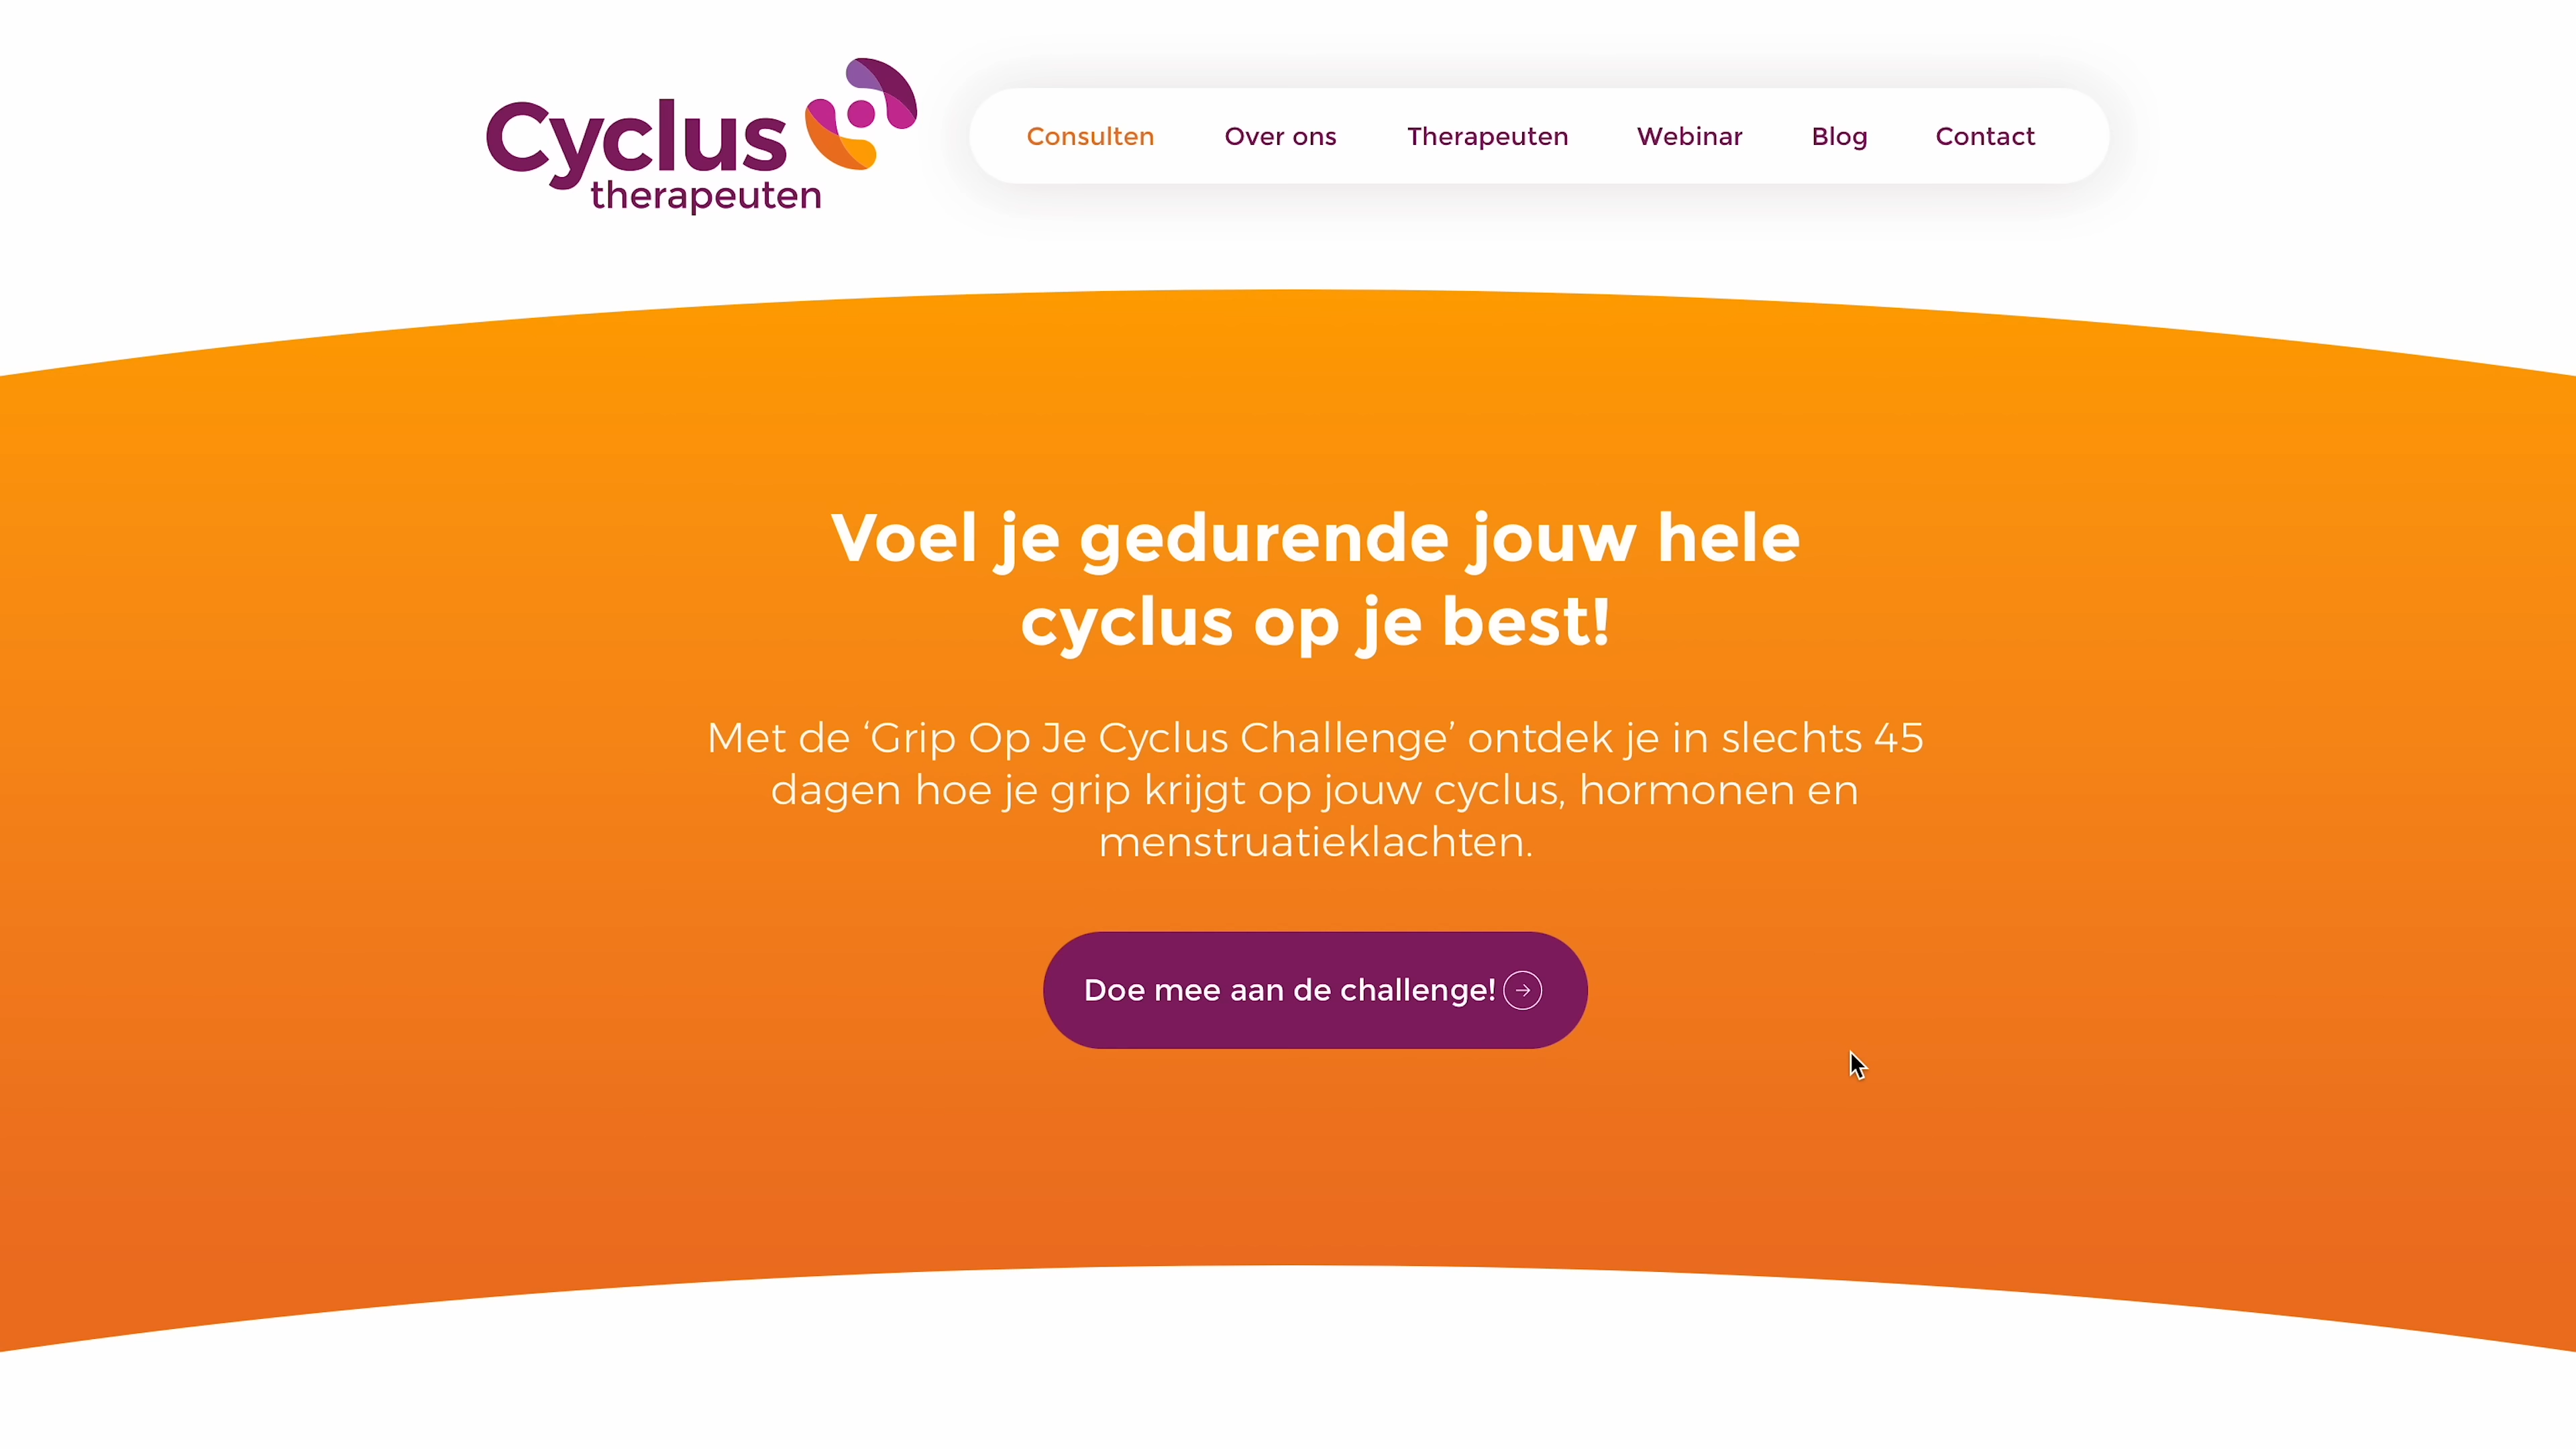 Cyclus
therapeuten
Consulten
Over ons
Therapeuten
Webinar
Blog
Contact
Voel je gedurende jouw hele
cyclus op je best!
Met de ‘Grip Op Je Cyclus Challenge’ ontdek je in slechts 45
dagen hoe je grip krijgt op jouw cyclus, hormonen en
menstruatieklachten.
Doe mee aan de challenge!